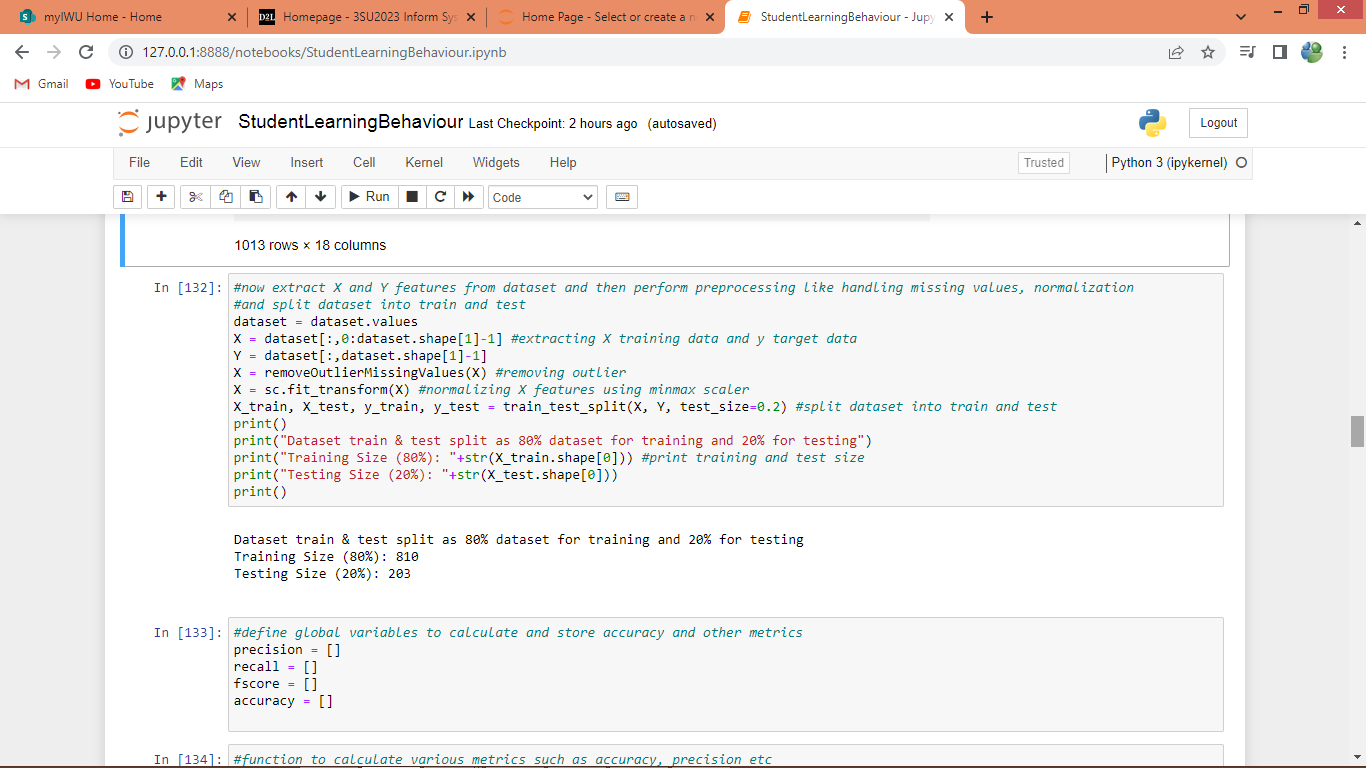 myIWU Home - Home
D2L Homepage - 3SU2023 Inform Sys
Home Page - Select or create a n
StudentLearningBehaviour - Jupy
127.0.0.1:8888/notebooks/StudentLearningBehaviour.ipynb
Gmail YouTube Maps
jupyter StudentLearningBehaviour Last Checkpoint: 2 hours ago (autosaved)
Logout
File Edit View Insert Cell Kernel Widgets Help
Trusted Python 3 (ipykernel)
Run Code
1013 rows × 18 columns
In [132]: #now extract X and Y features from dataset and then perform preprocessing like handling missing values, normalization
#and split dataset into train and test
dataset = dataset.values
X = dataset[:,0:dataset.shape[1]-1] #extracting X training data and y target data
Y = dataset[:,dataset.shape[1]-1]
X = removeOutlierMissingValues(X) #removing outlier
X = sc.fit_transform(X) #normalizing X features using minmax scaler
X_train, X_test, y_train, y_test = train_test_split(X, Y, test_size=0.2) #split dataset into train and test
print()
print("Dataset train & test split as 80% dataset for training and 20% for testing")
print("Training Size (80%): "+str(X_train.shape[0])) #print training and test size
print("Testing Size (20%): "+str(X_test.shape[0]))
print()
Dataset train & test split as 80% dataset for training and 20% for testing
Training Size (80%): 810
Testing Size (20%): 203
In [133]: #define global variables to calculate and store accuracy and other metrics
precision = []
recall = []
fscore = []
accuracy = []
In [134]: #function to calculate various metrics such as accuracy, precision etc